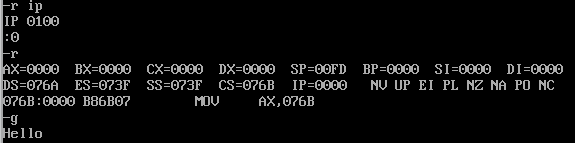 -r ip
IP 0100
:0
-r
AX=0000  BX=0000  CX=0000  DX=0000  SP=00FD  BP=0000  SI=0000  DI=0000
DS=076A  ES=073F  SS=073F  CS=076B  IP=0000   NV UP EI PL NZ NA PO NC
076B:0000 B86B07        MOV     AX,076B
-g
Hello